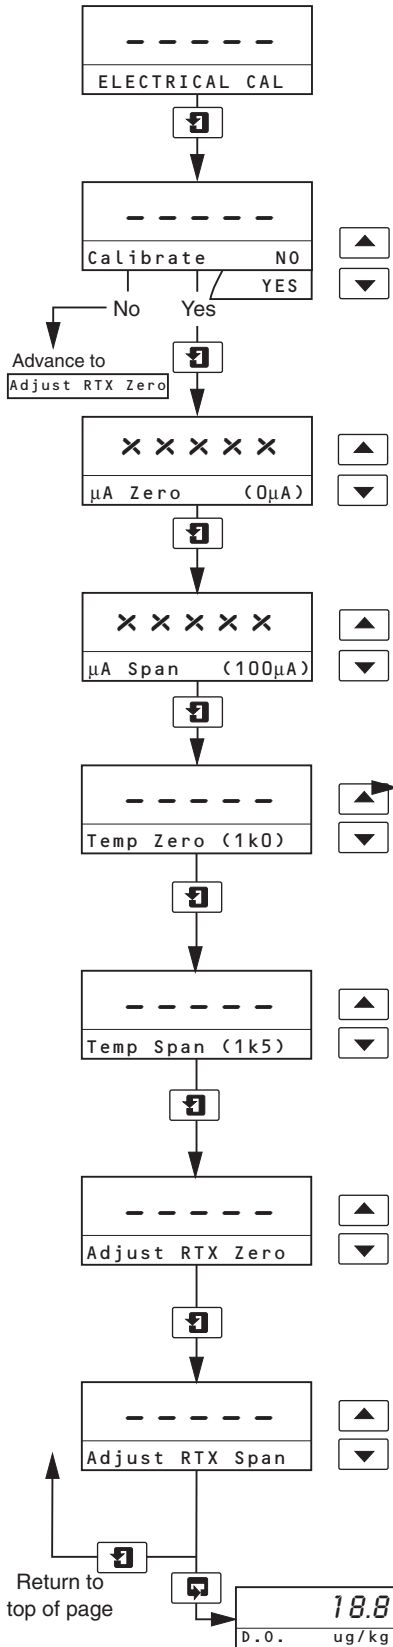 -----
ELECTRICAL CAL
-----
Calibrate NO
YES
No Yes
Advance to
Adjust RTX Zero
×××××
µA Zero (0µA)
×××××
µA Span (100µA)
-----
Temp Zero (1k0)
-----
Temp Span (1k5)
-----
Adjust RTX Zero
-----
Adjust RTX Span
Return to
top of page
18.8
D.O. ug/kg